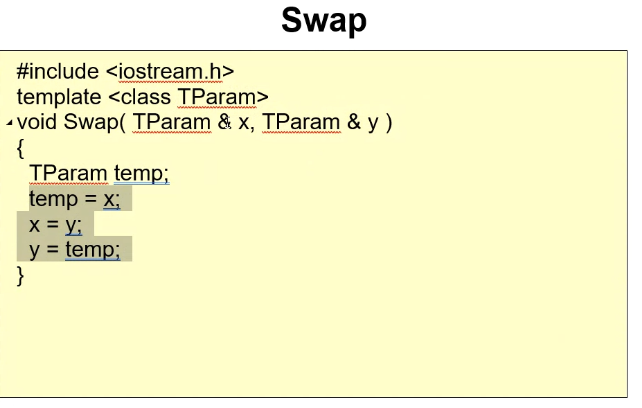 Swap
#include <iostream.h>
template <class TParam>
void Swap( TParam & x, TParam & y )
{
TParam temp;
temp = x;
x = y;
y = temp;
}